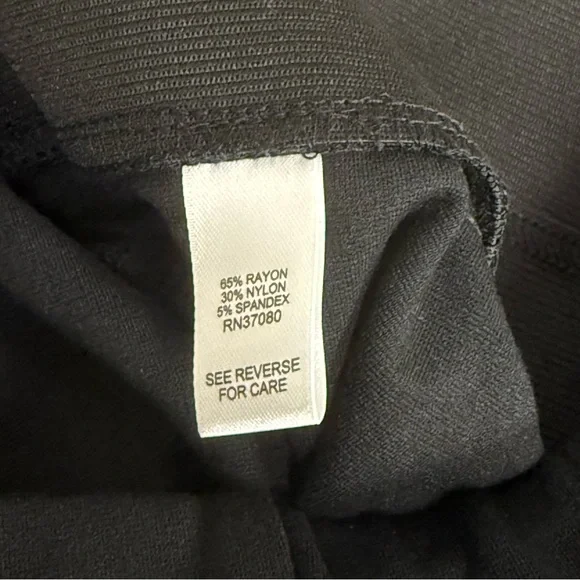 65% RAYON
30% NYLON
5% SPANDEX
RN37080
SEE REVERSE
FOR CARE